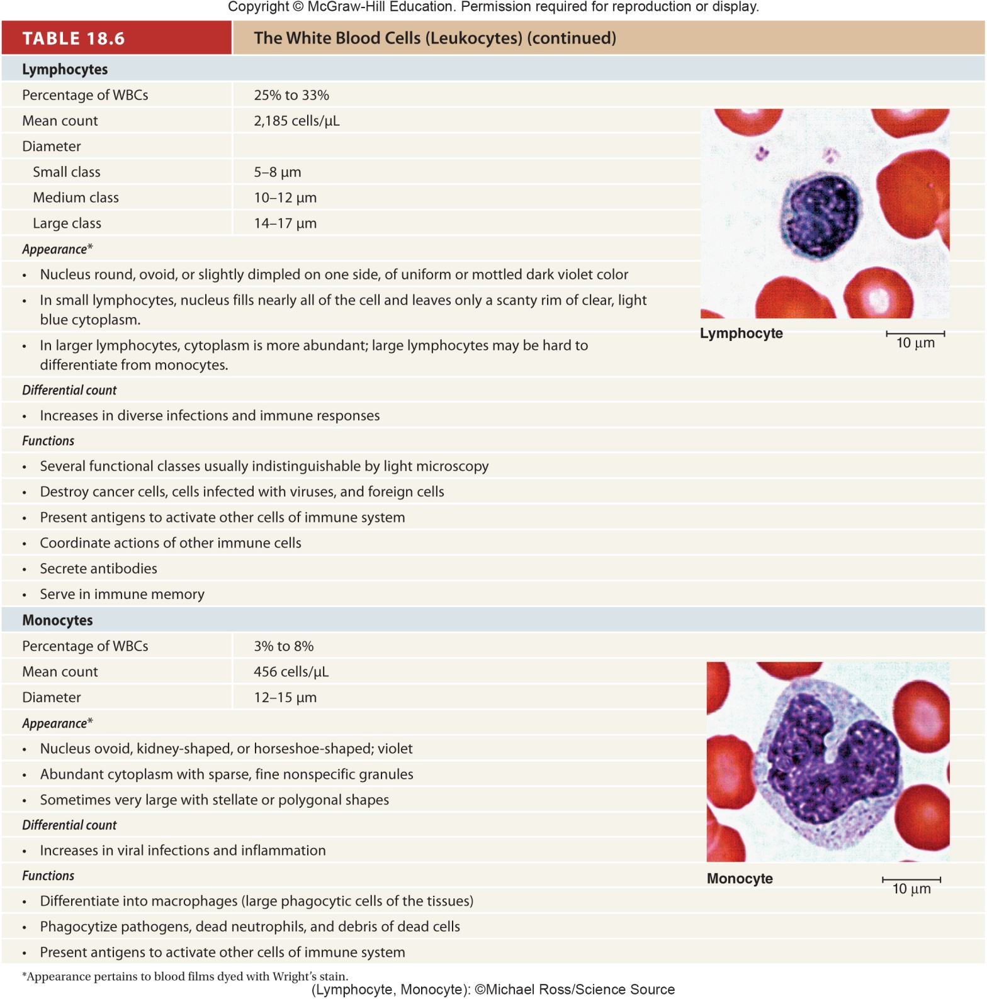 Copyright © McGraw-Hill Education. Permission required for reproduction or display.
TABLE 18.6 The White Blood Cells (Leukocytes) (continued)
Lymphocytes
Percentage of WBCs 25% to 33%
Mean count 2,185 cells/μL
Diameter
Small class 5–8 μm
Medium class 10–12 μm
Large class 14–17 μm
Appearance*
• Nucleus round, ovoid, or slightly dimpled on one side, of uniform or mottled dark violet color
• In small lymphocytes, nucleus fills nearly all of the cell and leaves only a scanty rim of clear, light
blue cytoplasm.
• In larger lymphocytes, cytoplasm is more abundant; large lymphocytes may be hard to
differentiate from monocytes.
Lymphocyte
10 μm
Differential count
• Increases in diverse infections and immune responses
Functions
• Several functional classes usually indistinguishable by light microscopy
• Destroy cancer cells, cells infected with viruses, and foreign cells
• Present antigens to activate other cells of immune system
• Coordinate actions of other immune cells
• Secrete antibodies
• Serve in immune memory
Monocytes
Percentage of WBCs 3% to 8%
Mean count 456 cells/μL
Diameter 12–15 μm
Appearance*
• Nucleus ovoid, kidney-shaped, or horseshoe-shaped; violet
• Abundant cytoplasm with sparse, fine nonspecific granules
• Sometimes very large with stellate or polygonal shapes
Differential count
• Increases in viral infections and inflammation
Functions
Monocyte
10 μm
• Differentiate into macrophages (large phagocytic cells of the tissues)
• Phagocytize pathogens, dead neutrophils, and debris of dead cells
• Present antigens to activate other cells of immune system
*Appearance pertains to blood films dyed with Wright's stain.
(Lymphocyte, Monocyte): ©Michael Ross/Science Source